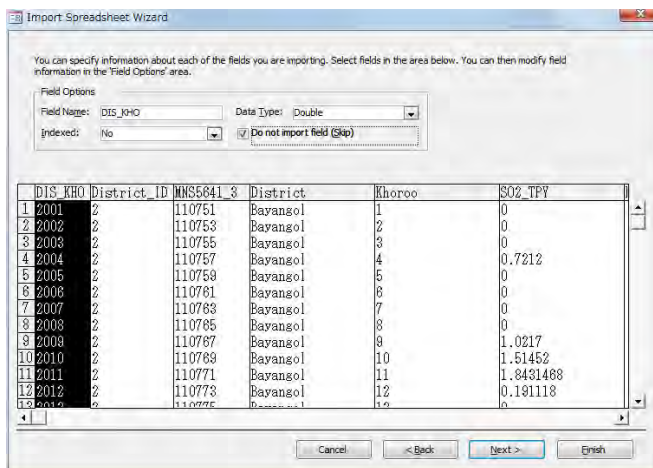 Import Spreadsheet Wizard
You can specify information about each of the fields you are importing. Select fields in the area below. You can then modify field
information in the 'Field Options' area.
Field Options
Field Name: DIS_KHO Data Type: Double
Indexed: No Do not import field (Skip)
DIS_KHO District_ID MNS5641_3 District Khoroo SO2_TPY
1 2001 2 110751 Bayangol 1 0
2 2002 2 110753 Bayangol 2 0
3 2003 2 110755 Bayangol 3 0
4 2004 2 110757 Bayangol 4 0.7212
5 2005 2 110759 Bayangol 5 0
6 2006 2 110761 Bayangol 6 0
7 2007 2 110763 Bayangol 7 0
8 2008 2 110765 Bayangol 8 0
9 2009 2 110767 Bayangol 9 1.0217
10 2010 2 110769 Bayangol 10 1.51452
11 2011 2 110771 Bayangol 11 1.8431468
12 2012 2 110773 Bayangol 12 0.191118
Cancel < Back Next > Finish